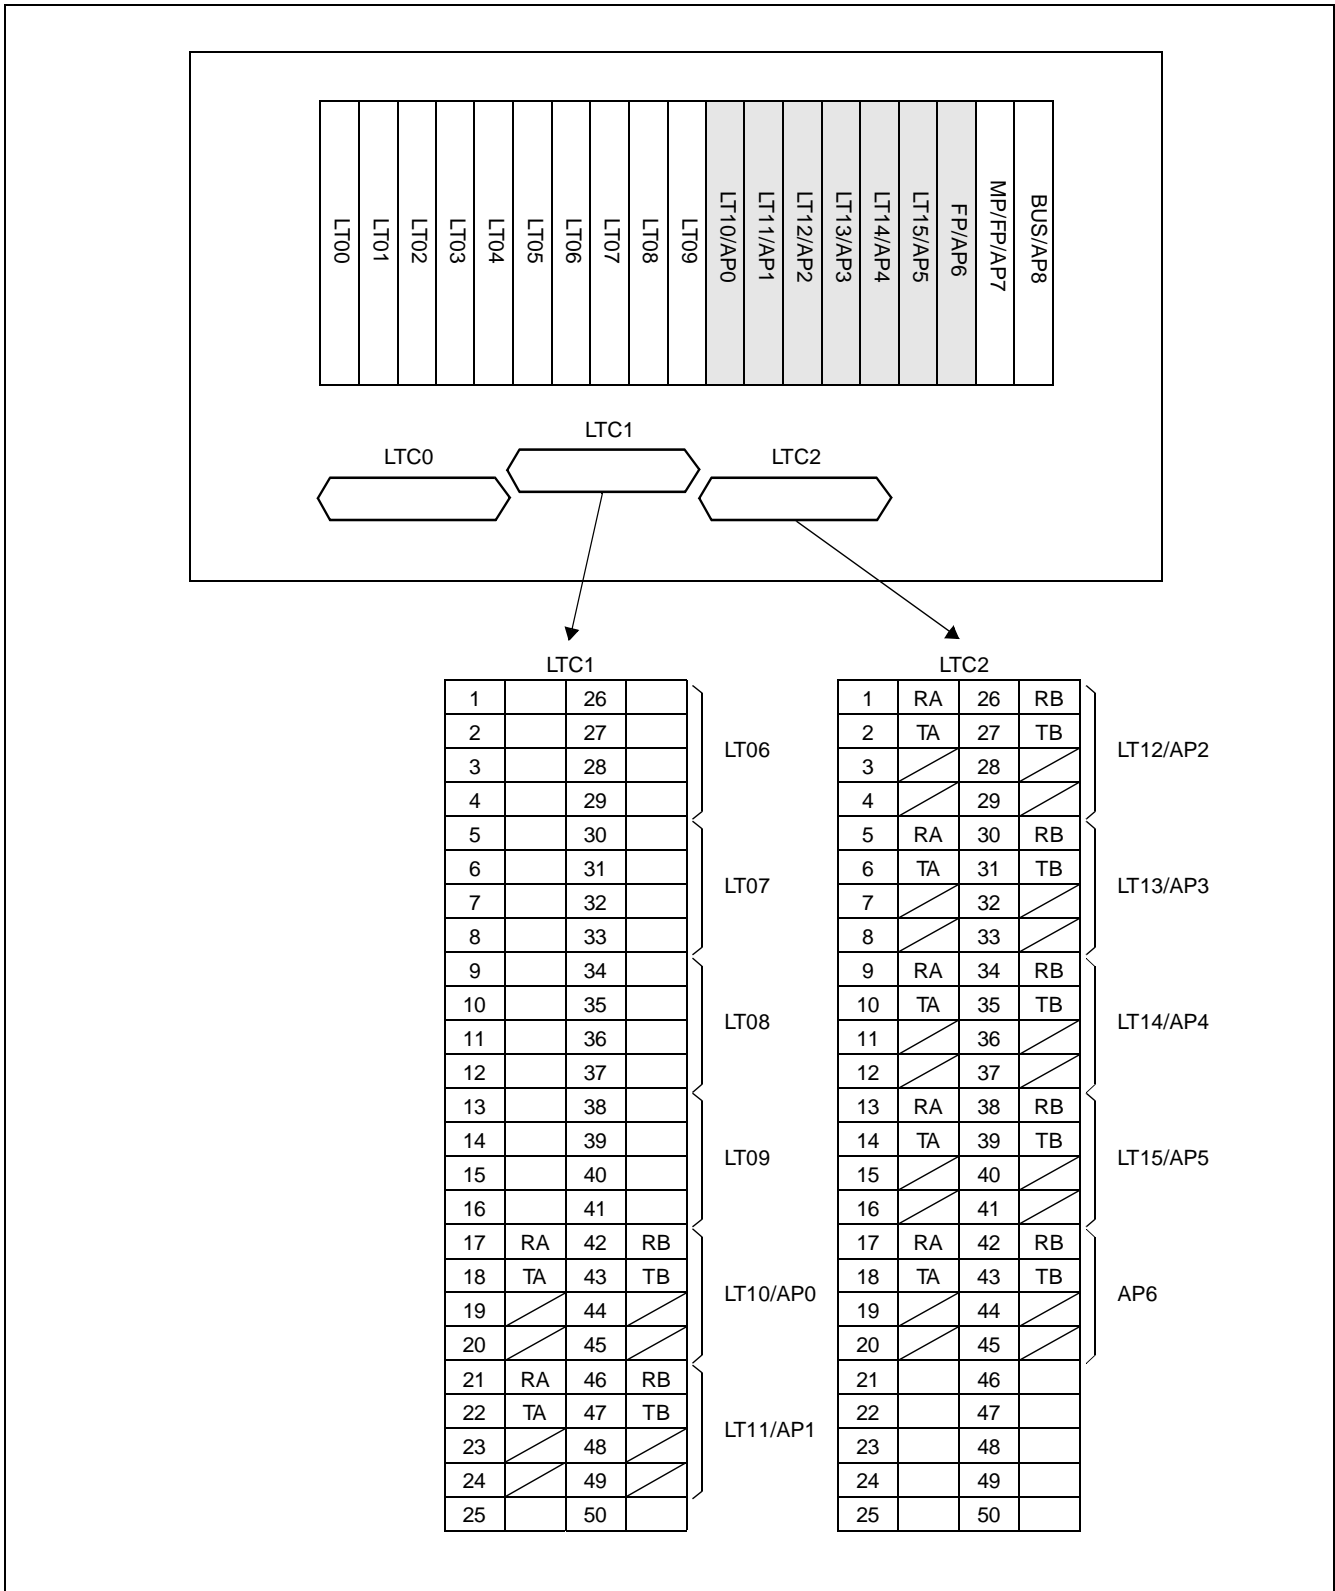 LT00 LT01 LT02 LT03 LT04 LT05 LT06 LT07 LT08 LT09 LT10/AP0 LT11/AP1 LT12/AP2 LT13/AP3 LT14/AP4 LT15/AP5 FP/AP6 MP/FP/AP7 BUS/AP8
LTC1
LTC0 LTC2
LTC1
1 26
2 27
3 28
4 29
LT06
5 30
6 31
7 32
8 33
LT07
9 34
10 35
11 36
12 37
LT08
13 38
14 39
15 40
16 41
LT09
17 RA 42 RB
18 TA 43 TB
19 44
20 45
LT10/AP0
21 RA 46 RB
22 TA 47 TB
23 48
24 49
LT11/AP1
25 50
LTC2
1 RA 26 RB
2 TA 27 TB
3 28
4 29
LT12/AP2
5 RA 30 RB
6 TA 31 TB
7 32
8 33
LT13/AP3
9 RA 34 RB
10 TA 35 TB
11 36
12 37
LT14/AP4
13 RA 38 RB
14 TA 39 TB
15 40
16 41
LT15/AP5
17 RA 42 RB
18 TA 43 TB
19 44
20 45
AP6
21 46
22 47
23 48
24 49
25 50